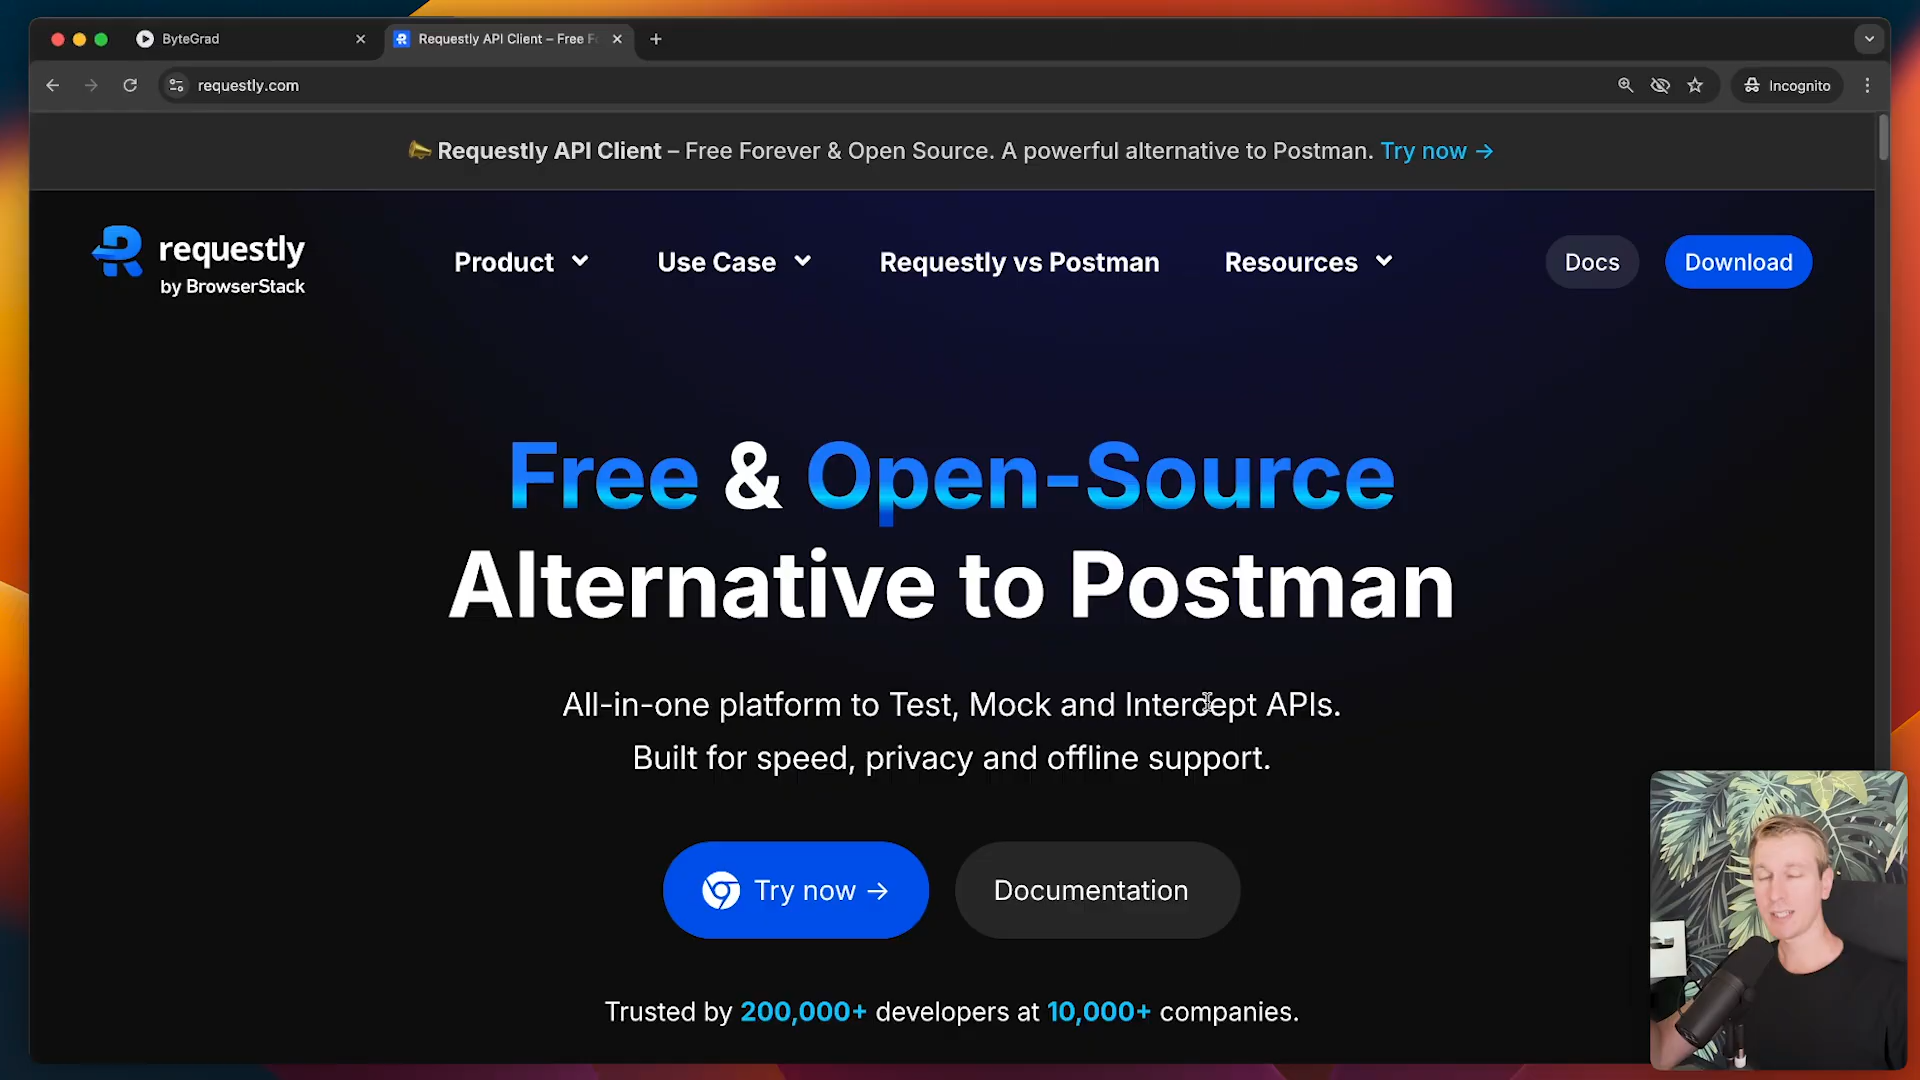 ByteGrad
Requestly API Client – Free F
requestly.com
Incognito
Requestly API Client – Free Forever & Open Source. A powerful alternative to Postman. Try now →
requestly
by BrowserStack
Product
Use Case
Requestly vs Postman
Resources
Docs
Download
Free & Open-Source
Alternative to Postman
All-in-one platform to Test, Mock and Intercept APIs.
Built for speed, privacy and offline support.
Try now →
Documentation
Trusted by 200,000+ developers at 10,000+ companies.